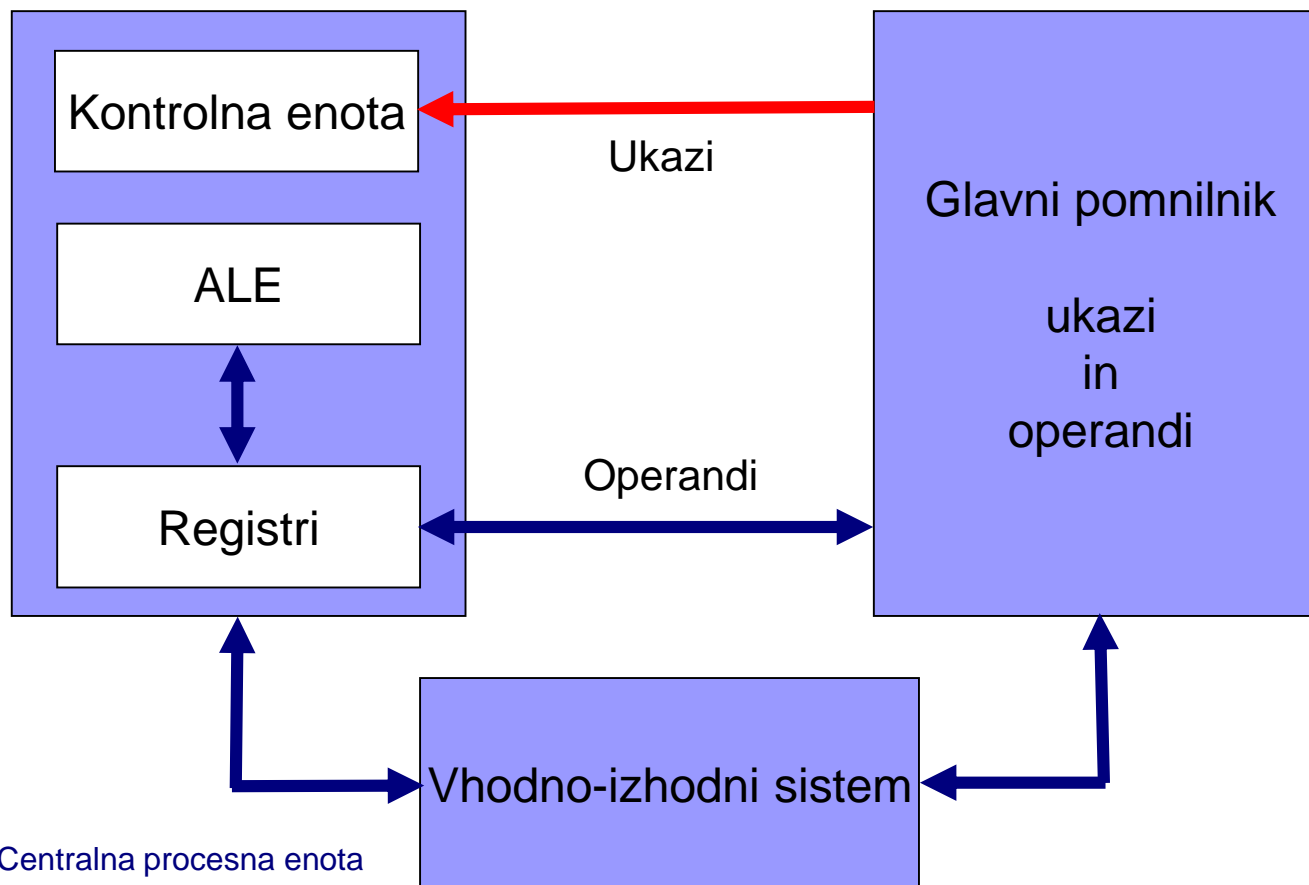 Kontrolna enota
Ukazi
ALE
Operandi
Registri
Glavni pomnilnik
ukazi
in
operandi
Vhodno-izhodni sistem
Centralna procesna enota